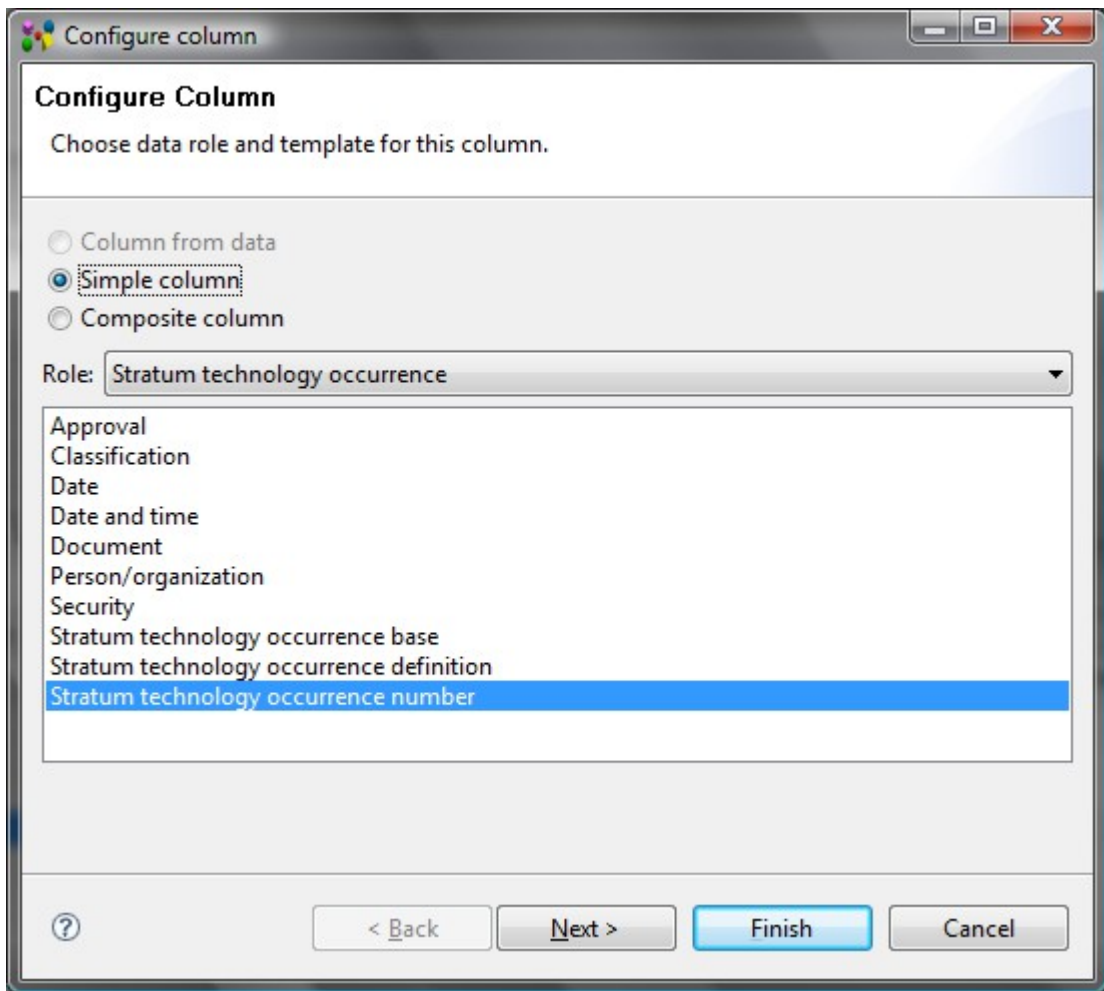 Configure column
Configure Column
Choose data role and template for this column.
Column from data
Simple column
Composite column
Role: Stratum technology occurrence
Approval
Classification
Date
Date and time
Document
Person/organization
Security
Stratum technology occurrence base
Stratum technology occurrence definition
Stratum technology occurrence number
? < Back Next > Finish Cancel